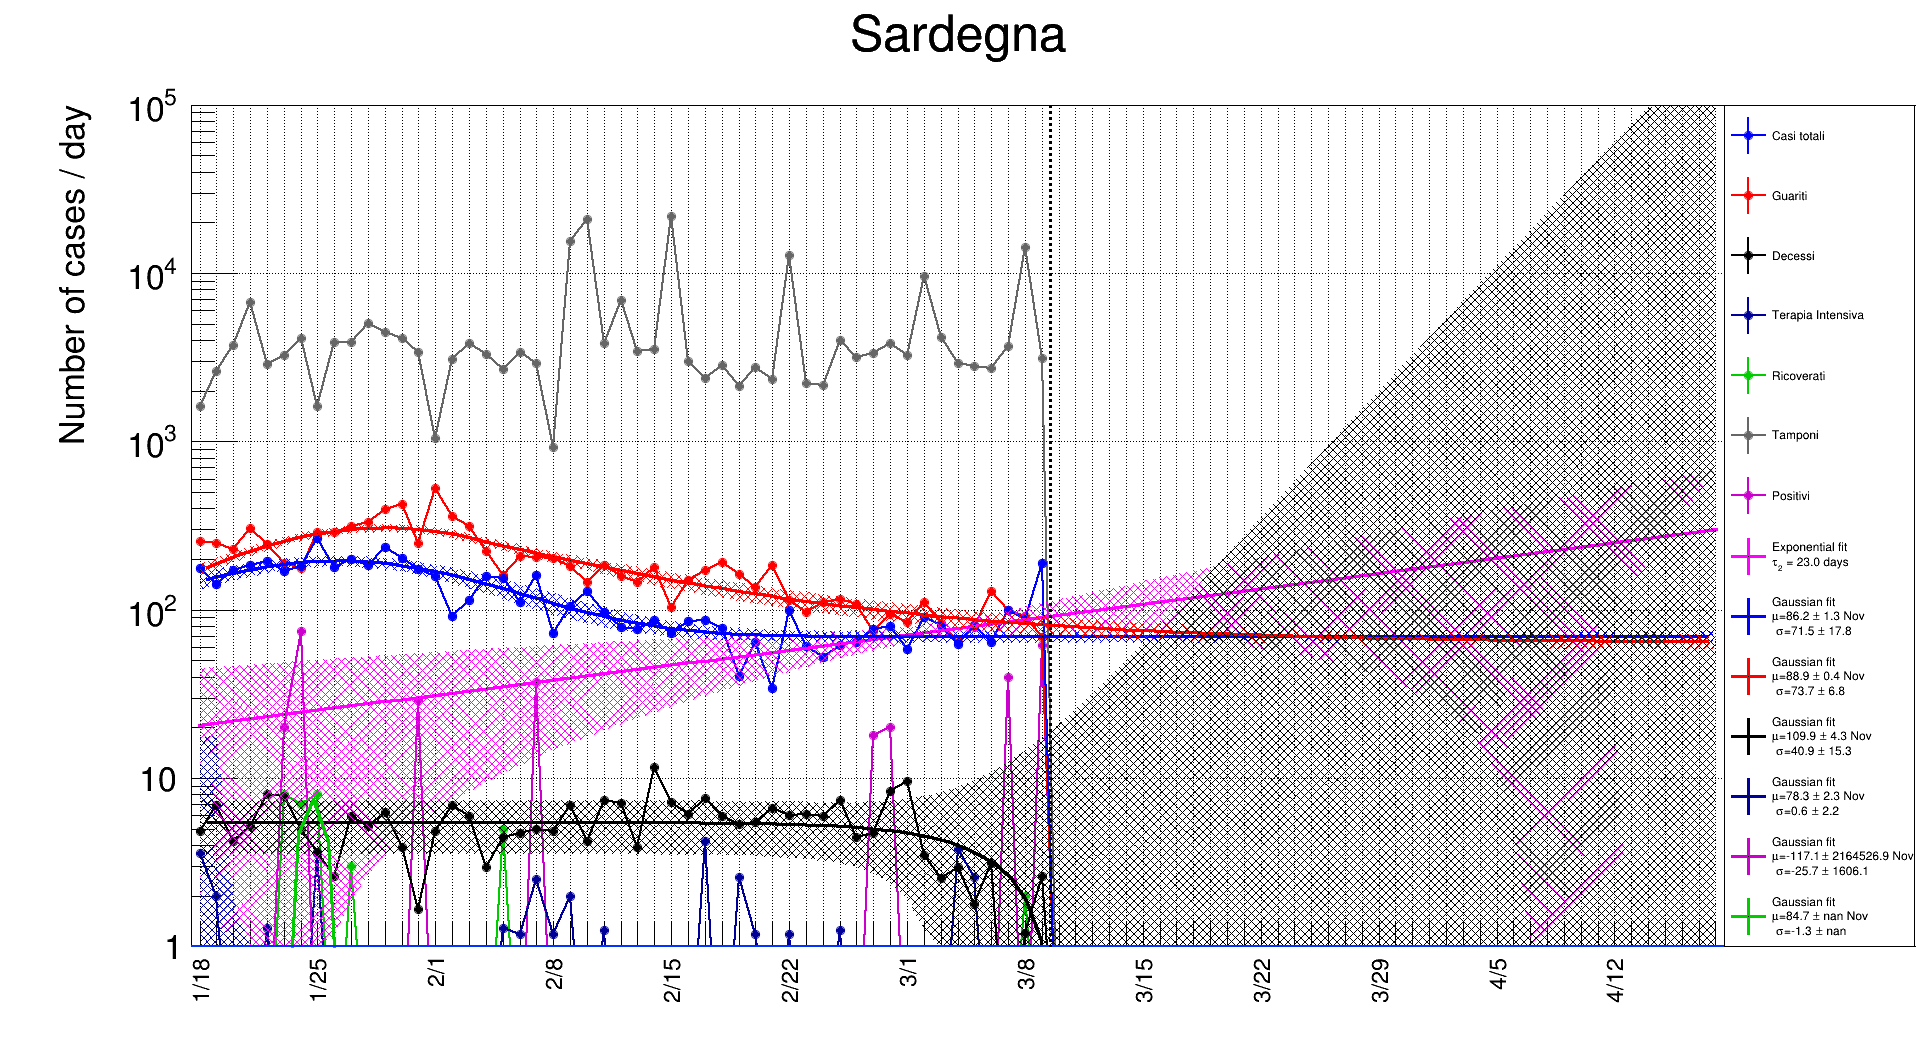 Sardegna
Number of cases / day
10^5
10^4
10^3
10^2
10
1
1/18
1/25
2/1
2/8
2/15
2/22
3/1
3/8
3/15
3/22
3/29
4/5
4/12
Casi totali
Guariti
Decessi
Terapia Intensiva
Ricoverati
Tamponi
Positivi
Exponential fit
τ₂ = 23.0 days
Gaussian fit
μ=86.2 ± 1.3 Nov
σ=71.5 ± 17.8
Gaussian fit
μ=88.9 ± 0.4 Nov
σ=73.7 ± 6.8
Gaussian fit
μ=109.9 ± 4.3 Nov
σ=40.9 ± 15.3
Gaussian fit
μ=78.3 ± 2.3 Nov
σ=0.6 ± 2.2
Gaussian fit
μ=-117.1 ± 2164526.9 Nov
σ=-25.7 ± 1606.1
Gaussian fit
μ=84.7 ± nan Nov
σ=-1.3 ± nan